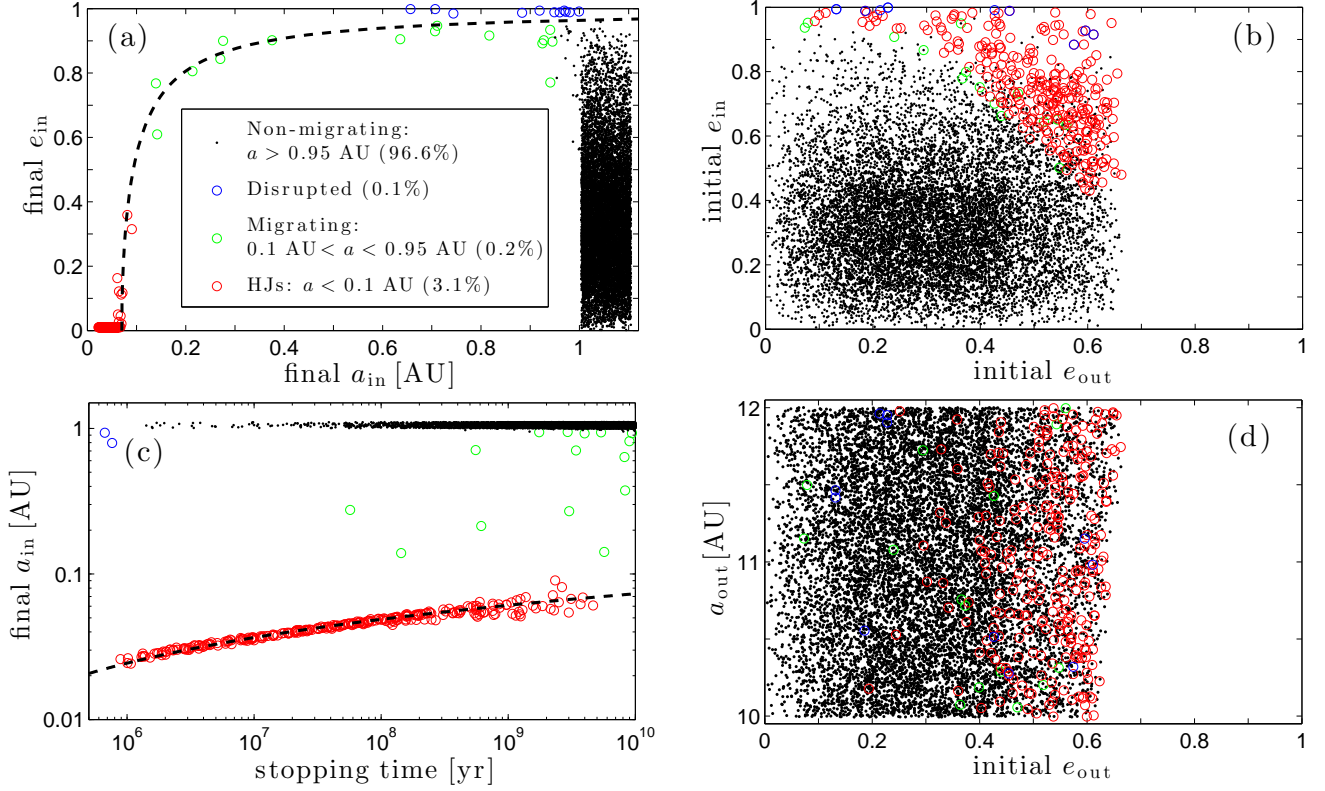 (a)
final e_in
1
0.8
0.6
0.4
0.2
0
0 0.2 0.4 0.6 0.8 1
final a_in [AU]
Non-migrating:
a > 0.95 AU (96.6%)
Disrupted (0.1%)
Migrating:
0.1 AU< a < 0.95 AU (0.2%)
HJs: a < 0.1 AU (3.1%)
(b)
initial e_in
1
0.8
0.6
0.4
0.2
0
0 0.2 0.4 0.6 0.8 1
initial e_out
(c)
final a_in [AU]
1
0.1
0.01
10^6 10^7 10^8 10^9 10^10
stopping time [yr]
(d)
a_out [AU]
12
11
10
0 0.2 0.4 0.6 0.8 1
initial e_out